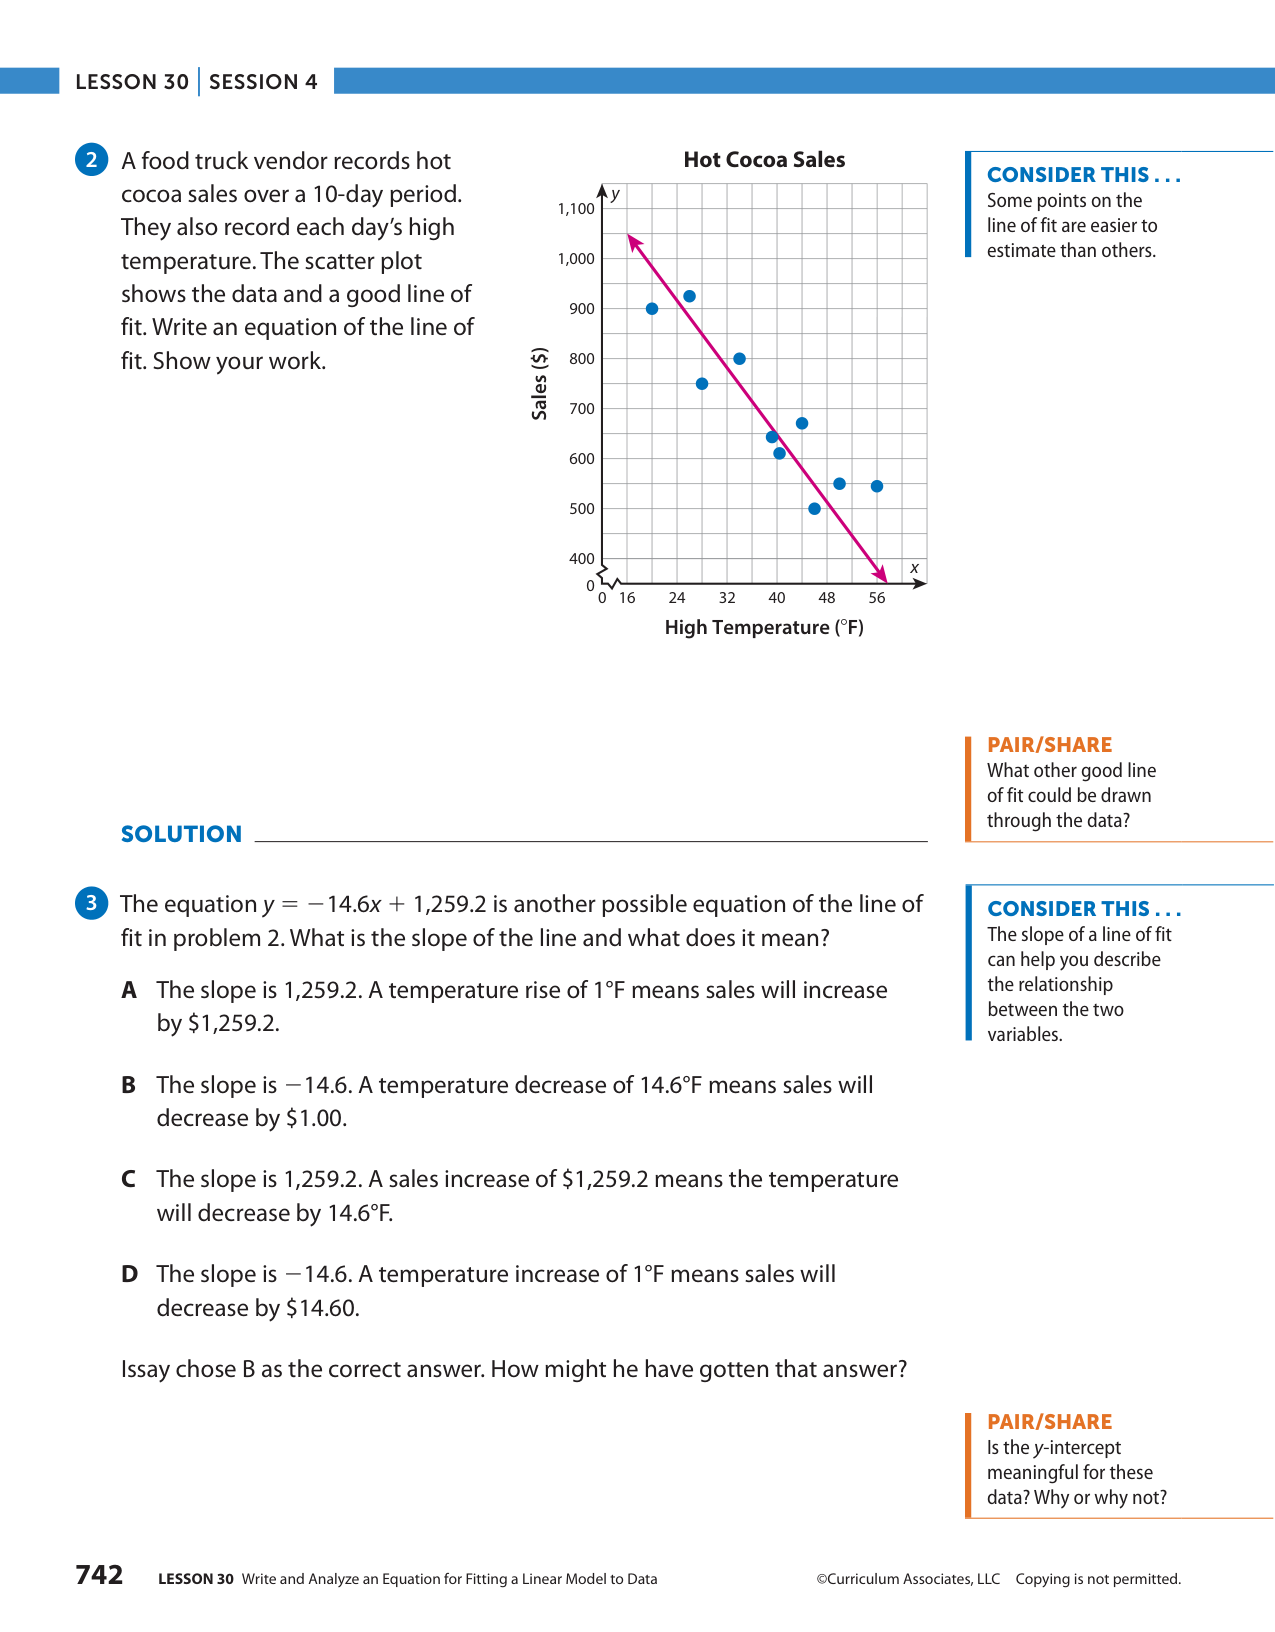 LESSON 30 | SESSION 4
2 A food truck vendor records hot
cocoa sales over a 10-day period.
They also record each day's high
temperature. The scatter plot
shows the data and a good line of
fit. Write an equation of the line of
fit. Show your work.
Hot Cocoa Sales
y
1,100
1,000
900
800
700
600
500
400
0
Sales ($)
x
0 16 24 32 40 48 56
High Temperature (°F)
CONSIDER THIS . . .
Some points on the
line of fit are easier to
estimate than others.
PAIR/SHARE
What other good line
of fit could be drawn
through the data?
SOLUTION
3 The equation y = −14.6x + 1,259.2 is another possible equation of the line of
fit in problem 2. What is the slope of the line and what does it mean?
A The slope is 1,259.2. A temperature rise of 1°F means sales will increase
by $1,259.2.
B The slope is −14.6. A temperature decrease of 14.6°F means sales will
decrease by $1.00.
C The slope is 1,259.2. A sales increase of $1,259.2 means the temperature
will decrease by 14.6°F.
D The slope is −14.6. A temperature increase of 1°F means sales will
decrease by $14.60.
Issay chose B as the correct answer. How might he have gotten that answer?
CONSIDER THIS . . .
The slope of a line of fit
can help you describe
the relationship
between the two
variables.
PAIR/SHARE
Is the y-intercept
meaningful for these
data? Why or why not?
742 LESSON 30 Write and Analyze an Equation for Fitting a Linear Model to Data ©Curriculum Associates, LLC Copying is not permitted.